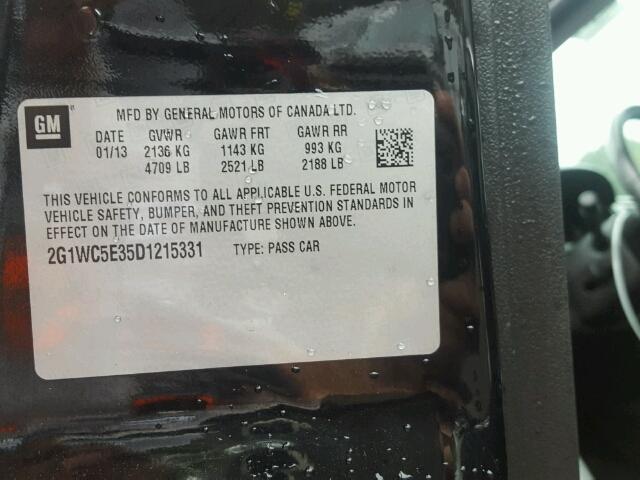 GM
MFD BY GENERAL MOTORS OF CANADA LTD.
DATE GVWR GAWR FRT GAWR RR
01/13 2136 KG 1143 KG 993 KG
4709 LB 2521 LB 2188 LB
THIS VEHICLE CONFORMS TO ALL APPLICABLE U.S. FEDERAL MOTOR
VEHICLE SAFETY, BUMPER, AND THEFT PREVENTION STANDARDS IN
EFFECT ON THE DATE OF MANUFACTURE SHOWN ABOVE.
2G1WC5E35D1215331 TYPE: PASS CAR